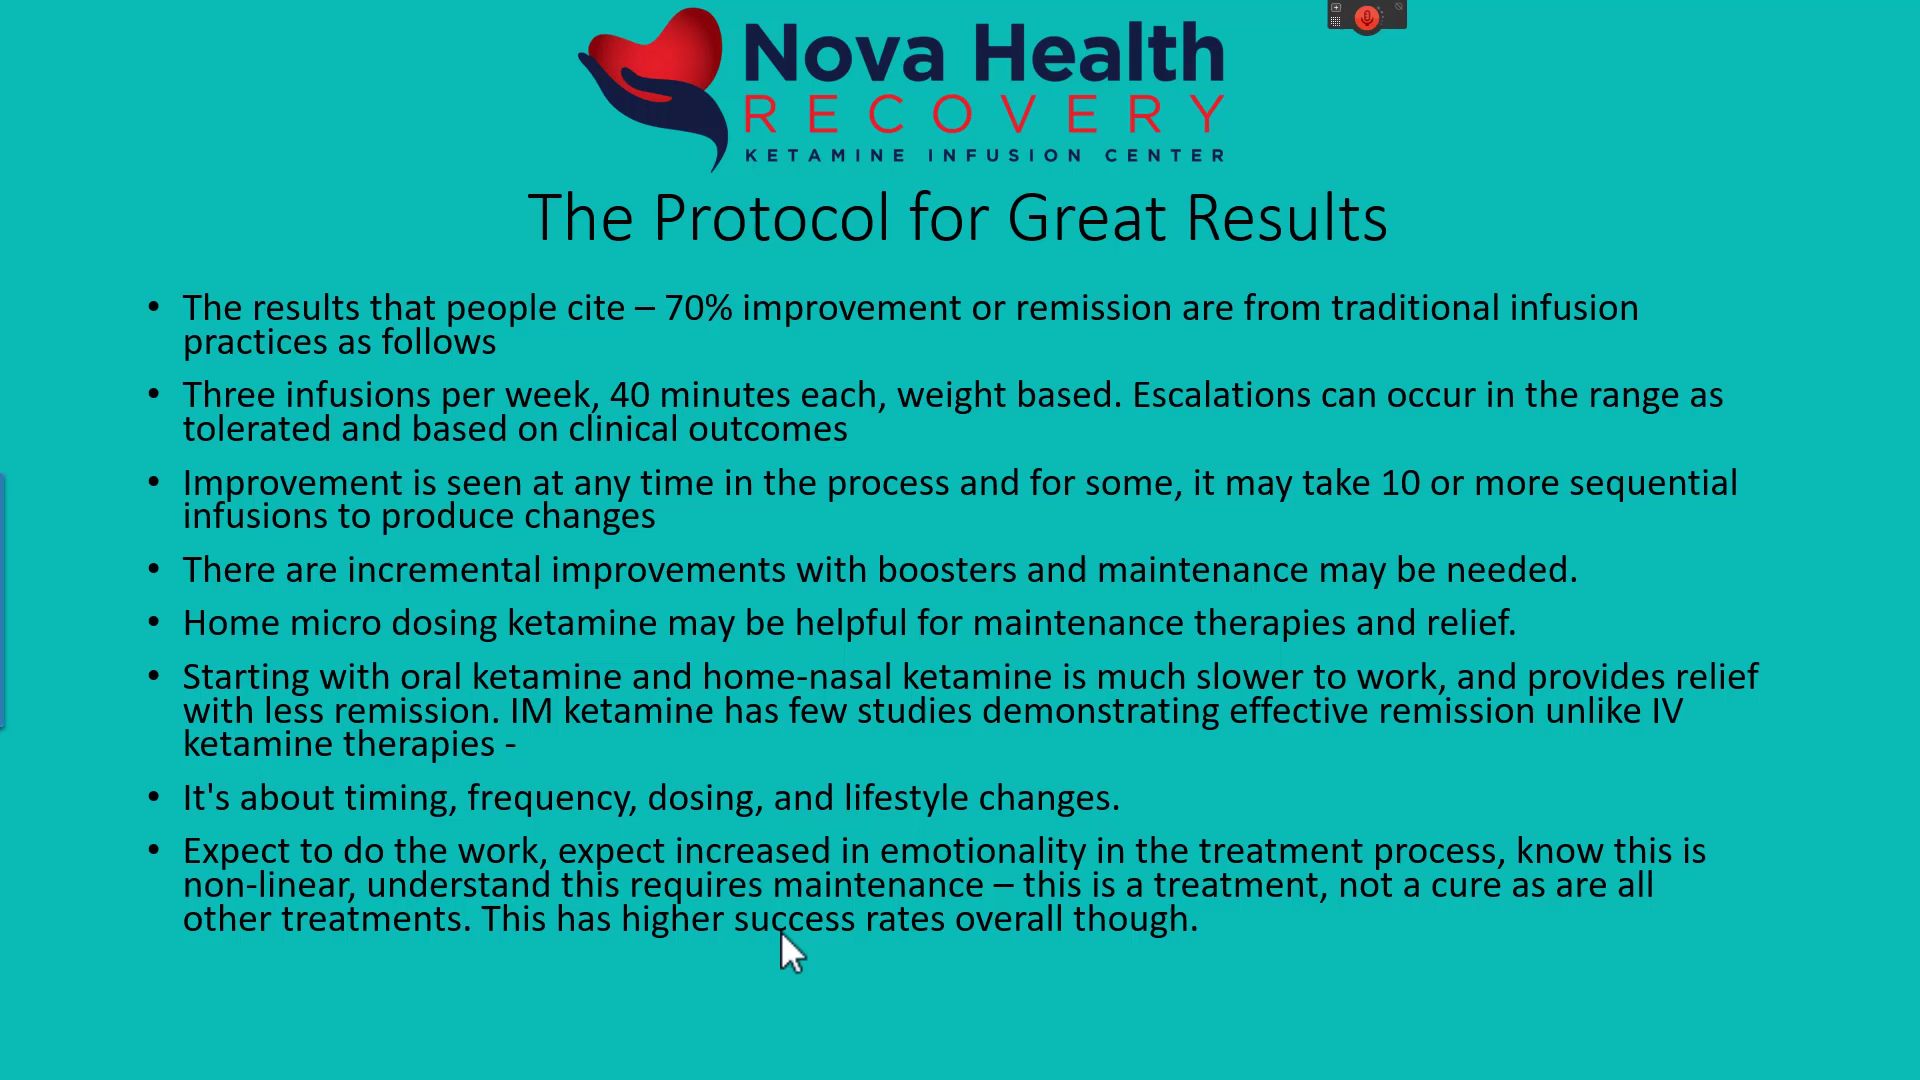 Nova Health
RECOVERY
KETAMINE INFUSION CENTER
The Protocol for Great Results
• The results that people cite – 70% improvement or remission are from traditional infusion
practices as follows
• Three infusions per week, 40 minutes each, weight based. Escalations can occur in the range as
tolerated and based on clinical outcomes
• Improvement is seen at any time in the process and for some, it may take 10 or more sequential
infusions to produce changes
• There are incremental improvements with boosters and maintenance may be needed.
• Home micro dosing ketamine may be helpful for maintenance therapies and relief.
• Starting with oral ketamine and home-nasal ketamine is much slower to work, and provides relief
with less remission. IM ketamine has few studies demonstrating effective remission unlike IV
ketamine therapies -
• It's about timing, frequency, dosing, and lifestyle changes.
• Expect to do the work, expect increased in emotionality in the treatment process, know this is
non-linear, understand this requires maintenance – this is a treatment, not a cure as are all
other treatments. This has higher success rates overall though.